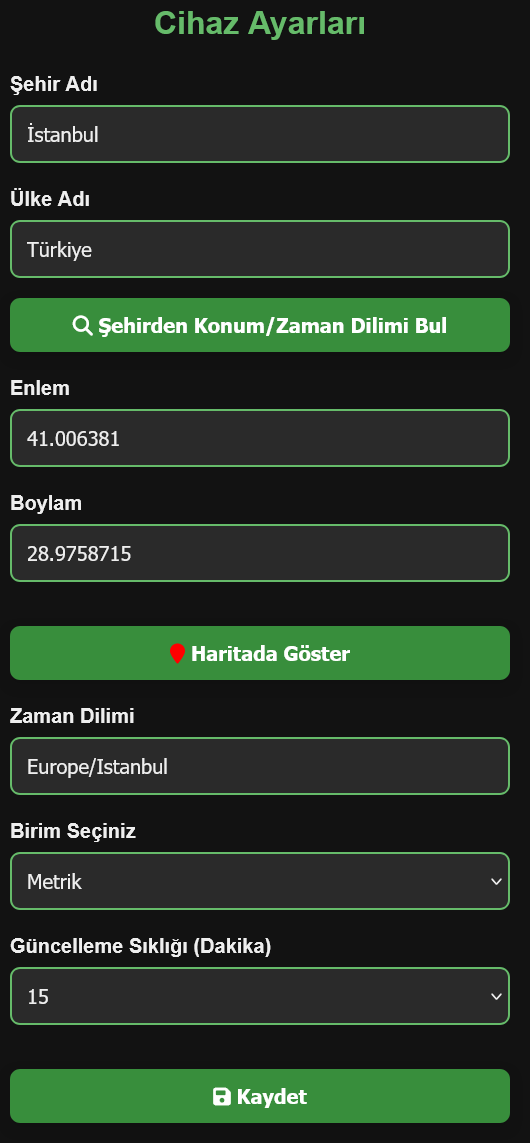 Cihaz Ayarları
Şehir Adı
İstanbul
Ülke Adı
Türkiye
Şehirden Konum/Zaman Dilimi Bul
Enlem
41.006381
Boylam
28.9758715
Haritada Göster
Zaman Dilimi
Europe/Istanbul
Birim Seçiniz
Metrik
Güncelleme Sıklığı (Dakika)
15
Kaydet